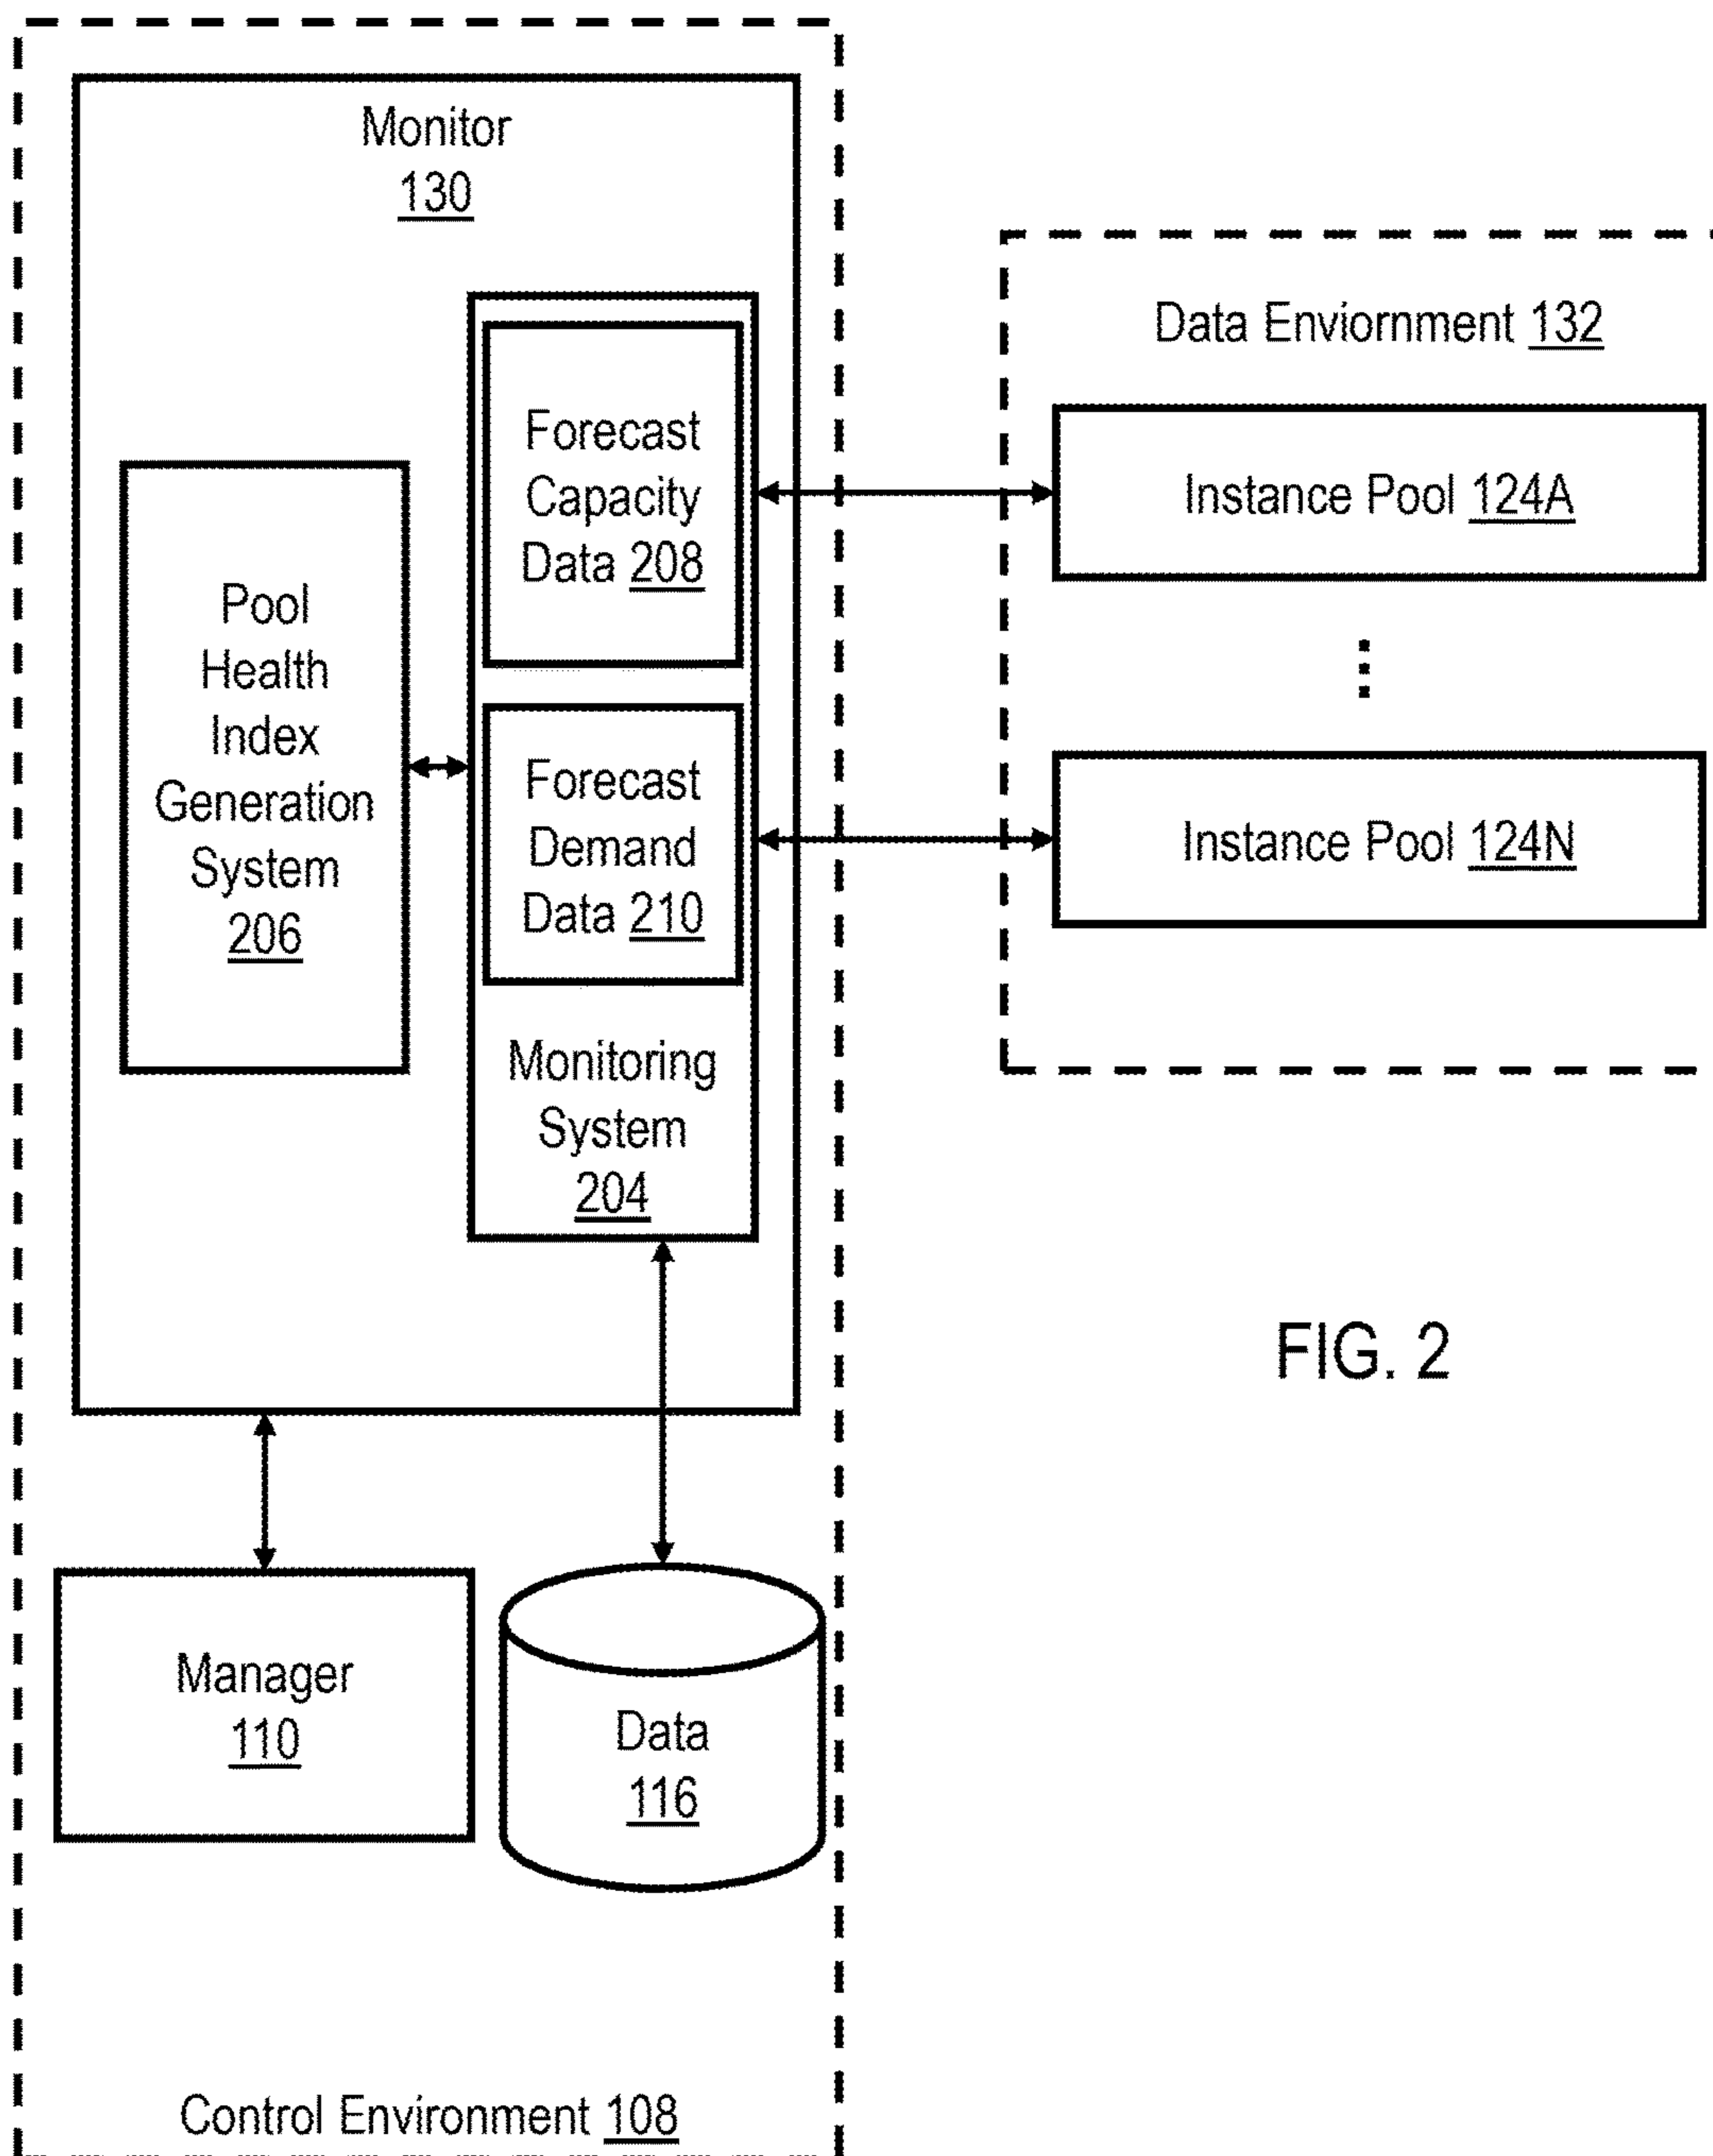 Monitor
130
Forecast
Capacity
Data 208
Pool
Health
Index
Generation
System
206
Forecast
Demand
Data 210
Monitoring
System
204
Data Enviornment 132
Instance Pool 124A
Instance Pool 124N
FIG. 2
Manager
110
Data
116
Control Environment 108